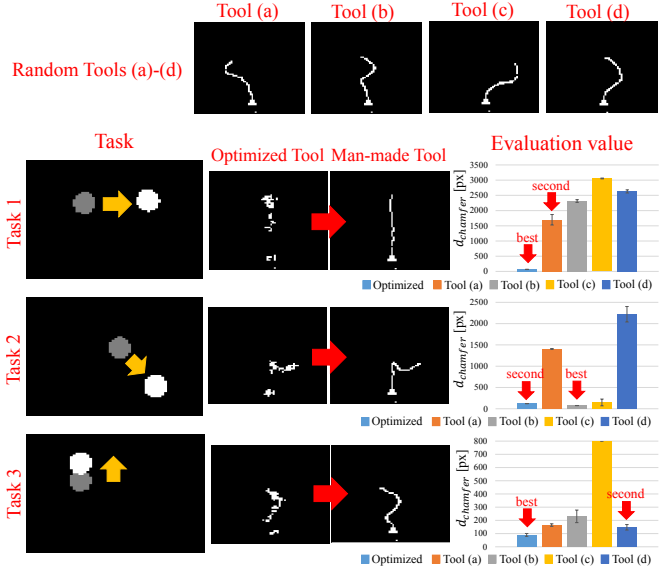 Tool (a) Tool (b) Tool (c) Tool (d)
Random Tools (a)-(d)
Task Optimized Tool Man-made Tool Evaluation value
Task 1
d_chamfer [px]
3500
3000
2500
2000
1500
1000
500
0
best
second
Optimized Tool (a) Tool (b) Tool (c) Tool (d)
Task 2
d_chamfer [px]
2500
2000
1500
1000
500
0
second
best
Optimized Tool (a) Tool (b) Tool (c) Tool (d)
Task 3
d_chamfer [px]
800
700
600
500
400
300
200
100
0
best
second
Optimized Tool (a) Tool (b) Tool (c) Tool (d)